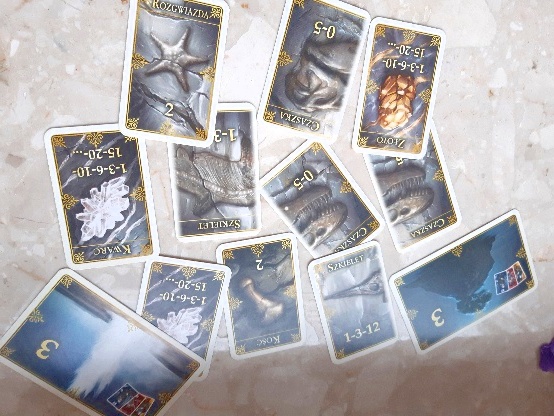 ROZGWIAZDA
2
0-5
CZASZKA
1-3-6-10-
15-20-...
ZŁOTO
1-3-6-10-
15-20-...
KWARC
1-3
SZKIELET
0-5
CZASZKA
5
CZASZKA
1-3-6-10-
15-20-...
2
KOŚĆ
SZKIELET
1-3-12
3
3